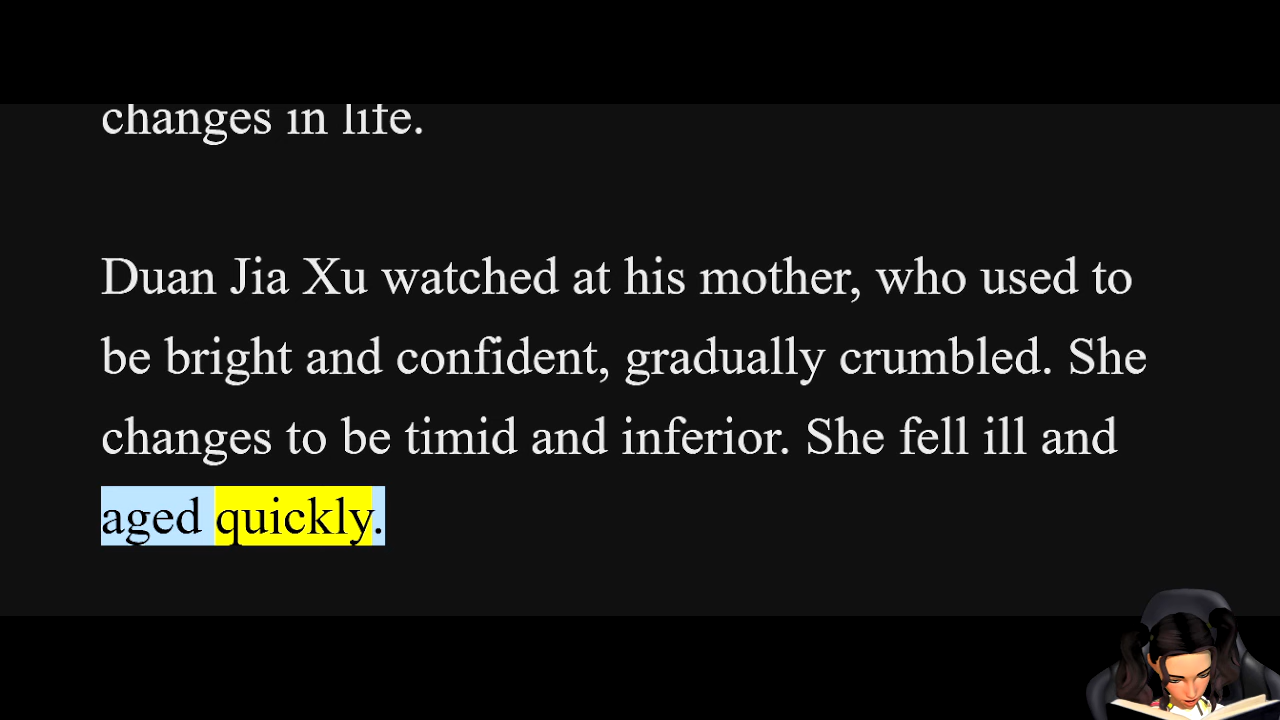 changes in life.
Duan Jia Xu watched at his mother, who used to
be bright and confident, gradually crumbled. She
changes to be timid and inferior. She fell ill and
aged quickly.